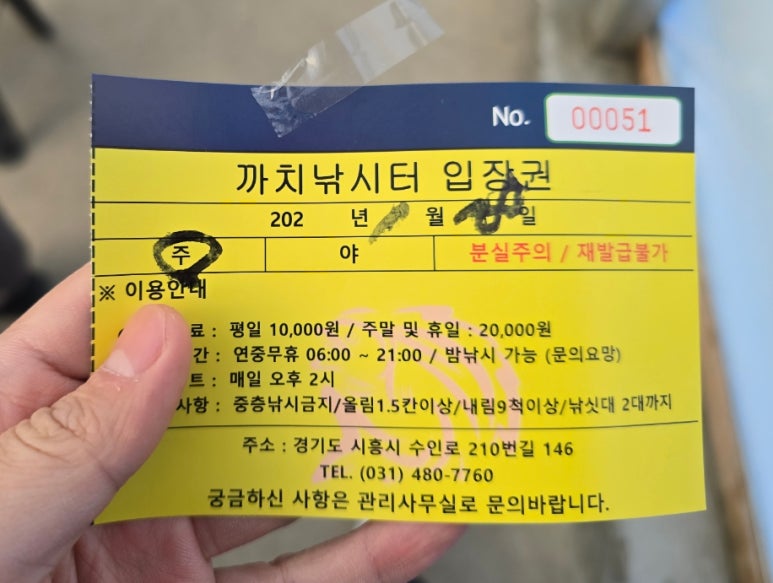 No. 00051
까치낚시터 입장권
202 년 월 일
주 야 분실주의 / 재발급불가
※ 이용안내
료 : 평일 10,000원 / 주말 및 휴일 : 20,000원
간 : 연중무휴 06:00 ~ 21:00 / 밤낚시 가능 (문의요망)
트 : 매일 오후 2시
사항 : 중층낚시금지/올림1.5칸이상/내림9척이상/낚싯대 2대까지
주소 : 경기도 시흥시 수인로 210번길 146
TEL. (031) 480-7760
궁금하신 사항은 관리사무실로 문의바랍니다.